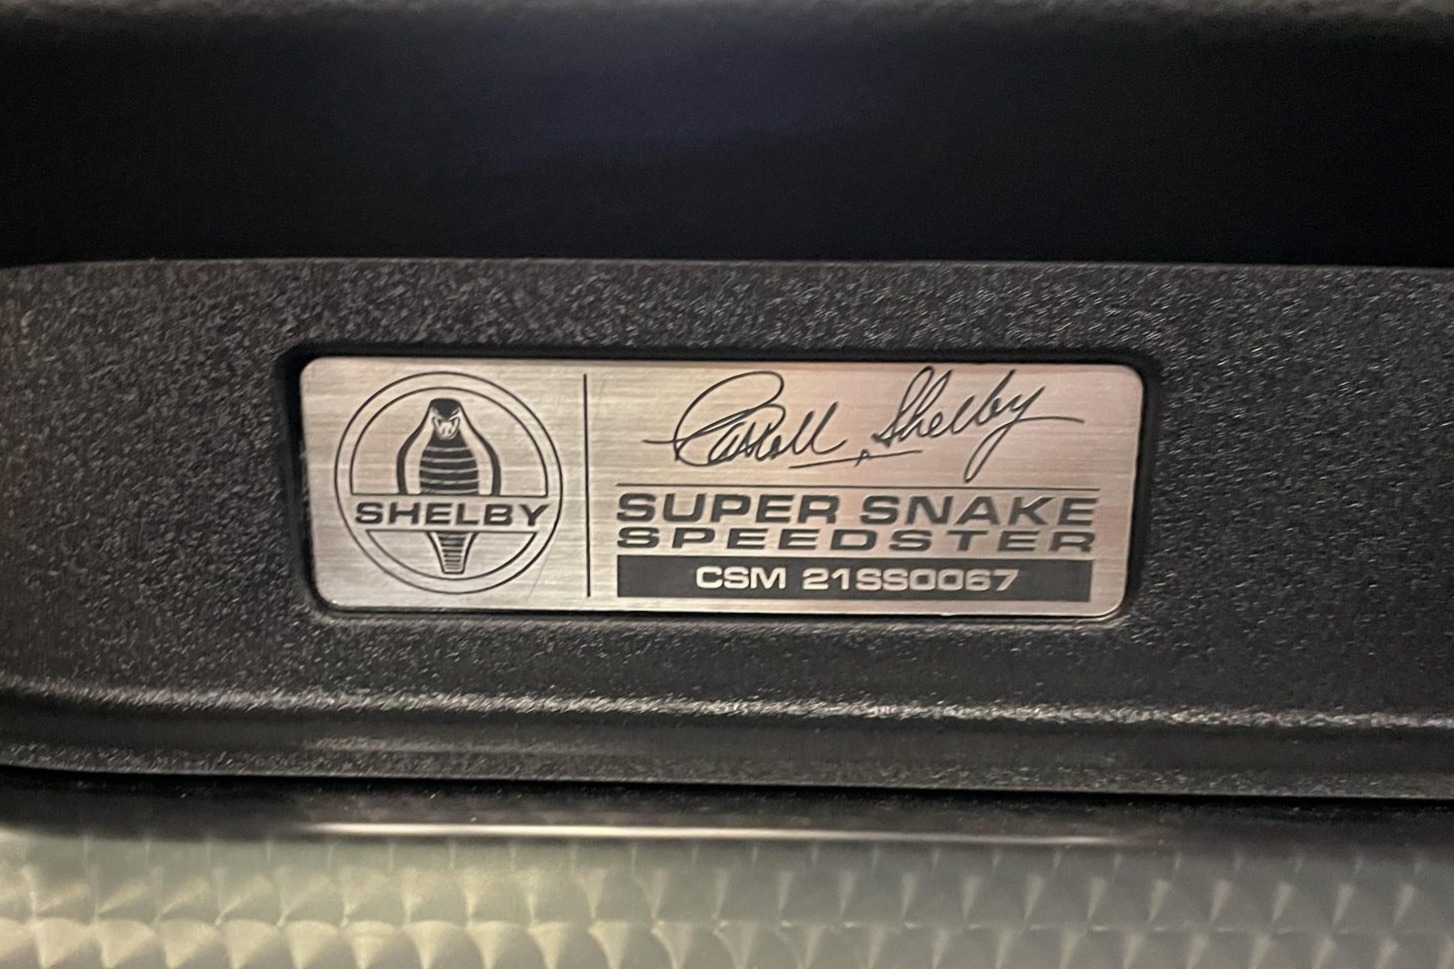 SHELBY
Carroll Shelby
SUPER SNAKE
SPEEDSTER
CSM 21SS0067